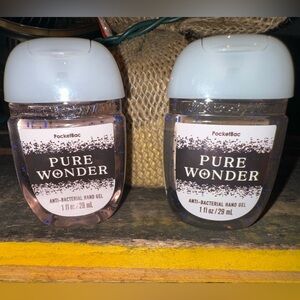 PocketBac
PURE
WONDER
ANTI-BACTERIAL HAND GEL
1 fl oz / 29 mL
PocketBac
PURE
WONDER
ANTI-BACTERIAL HAND GEL
1 fl oz / 29 mL